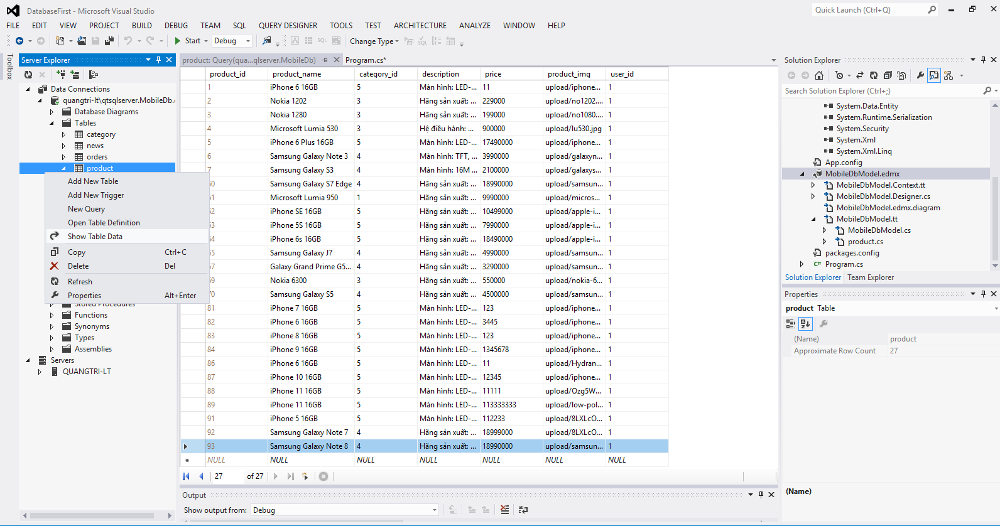 DatabaseFirst - Microsoft Visual Studio
Quick Launch (Ctrl+Q)
FILE EDIT VIEW PROJECT BUILD DEBUG TEAM SQL QUERY DESIGNER TOOLS TEST ARCHITECTURE ANALYZE WINDOW HELP
Start Debug SQL Change Type
Toolbox
Server Explorer
Data Connections
quangtri-lt\qtsqlserver.MobileDb.
Database Diagrams
Tables
category
news
orders
product
Add New Table
Add New Trigger
New Query
Open Table Definition
Show Table Data
Copy Ctrl+C
Delete Del
Refresh
Properties Alt+Enter
Stored Procedures
Functions
Synonyms
Types
Assemblies
Servers
QUANGTRI-LT
product: Query(qua...qlserver.MobileDb) Program.cs*
product_id product_name category_id description price product_img user_id
1 iPhone 6 16GB 5 Màn hình: LED-... 11 upload/iphone... 1
2 Nokia 1202 3 Hãng sản xuất: ... 229000 upload/no1202.... 1
3 Nokia 1280 3 Hãng sản xuất: ... 199000 upload/no1080.... 1
4 Microsoft Lumia 530 3 Hệ điều hành: ... 900000 upload/lu530.jpg 1
5 iPhone 6 Plus 16GB 5 Màn hình: LED-... 17490000 upload/iphone... 1
6 Samsung Galaxy Note 3 4 Màn hình: TFT, ... 3990000 upload/galaxyn... 1
7 Samsung Galaxy S3 4 Màn hình: 16M ... 2100000 upload/galaxys... 1
60 Samsung Galaxy S7 Edge 4 Hãng sản xuất: ... 18990000 upload/samsun... 1
61 Microsoft Lumia 950 1 Hãng sản xuất: ... 9990000 upload/micros... 1
62 iPhone SE 16GB 5 Hãng sản xuất: ... 10499000 upload/apple-i... 1
63 iPhone 5S 16GB 5 Hãng sản xuất: ... 7990000 upload/apple-i... 1
64 iPhone 6s 16GB 5 Hãng sản xuất: ... 18490000 upload/apple-i... 1
65 Samsung Galaxy J7 4 Hãng sản xuất: ... 4990000 upload/samsun... 1
67 Galaxy Grand Prime G5... 4 Hãng sản xuất: ... 3290000 upload/samsun... 1
69 Nokia 6300 3 Hãng sản xuất: ... 550000 upload/nokia-6... 1
70 Samsung Galaxy S5 4 Hãng sản xuất: ... 4500000 upload/samsun... 1
81 iPhone 7 16GB 5 Màn hình: LED-... 123 upload/iphone... 1
82 iPhone 6 16GB 5 Màn hình: LED-... 3445 upload/iphone... 1
83 iPhone 8 16GB 5 Màn hình: LED-... 123 upload/iphone... 1
84 iPhone 9 16GB 5 Màn hình: LED-... 1345678 upload/iphone... 1
86 iPhone 6 16GB 5 Màn hình: LED-... 11 upload/Hydran... 1
87 iPhone 10 16GB 5 Màn hình: LED-... 12345 upload/iphone... 1
88 iPhone 11 16GB 5 Màn hình: LED-... 11111 upload/Ozg5W... 1
89 iPhone 11 16GB 5 Màn hình: LED-... 113333333 upload/low-pol... 1
91 iPhone 5 16GB 5 Màn hình: LED-... 112233 upload/8LXLcO... 1
92 Samsung Galaxy Note 7 4 Hãng sản xuất: ... 18999000 upload/8LXLcO... 1
93 Samsung Galaxy Note 8 4 Hãng sản xuất: ... 18990000 upload/samsun... 1
NULL NULL NULL NULL NULL NULL NULL
27 of 27
Output
Show output from: Debug
Solution Explorer
Search Solution Explorer (Ctrl+;)
System.Data.Entity
System.Runtime.Serialization
System.Security
System.Xml
System.Xml.Linq
App.config
MobileDbModel.edmx
MobileDbModel.Context.tt
MobileDbModel.Designer.cs
MobileDbModel.edmx.diagram
MobileDbModel.tt
MobileDbModel.cs
product.cs
packages.config
C# Program.cs
Solution Explorer Team Explorer
Properties
product Table
(Name) product
Approximate Row Count 27
(Name)